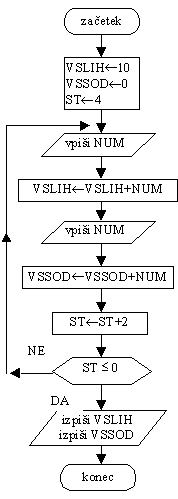 začetek
VSLIH←10
VSSOD←0
ST←4
vpiši NUM
VSLIH←VSLIH+NUM
vpiši NUM
VSSOD←VSSOD+NUM
ST←ST+2
NE
ST ≤ 0
DA
izpiši VSLIH
izpiši VSSOD
konec